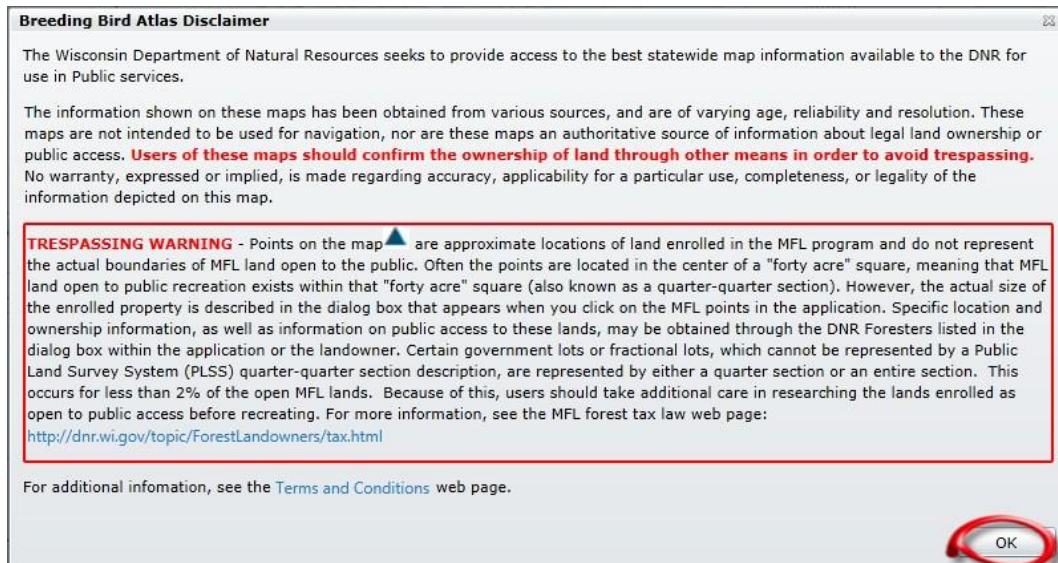 Breeding Bird Atlas Disclaimer
The Wisconsin Department of Natural Resources seeks to provide access to the best statewide map information available to the DNR for
use in Public services.
The information shown on these maps has been obtained from various sources, and are of varying age, reliability and resolution. These
maps are not intended to be used for navigation, nor are these maps an authoritative source of information about legal land ownership or
public access. Users of these maps should confirm the ownership of land through other means in order to avoid trespassing.
No warranty, expressed or implied, is made regarding accuracy, applicability for a particular use, completeness, or legality of the
information depicted on this map.
TRESPASSING WARNING - Points on the map are approximate locations of land enrolled in the MFL program and do not represent
the actual boundaries of MFL land open to the public. Often the points are located in the center of a "forty acre" square, meaning that MFL
land open to public recreation exists within that "forty acre" square (also known as a quarter-quarter section). However, the actual size of
the enrolled property is described in the dialog box that appears when you click on the MFL points in the application. Specific location and
ownership information, as well as information on public access to these lands, may be obtained through the DNR Foresters listed in the
dialog box within the application or the landowner. Certain government lots or fractional lots, which cannot be represented by a Public
Land Survey System (PLSS) quarter-quarter section description, are represented by either a quarter section or an entire section. This
occurs for less than 2% of the open MFL lands. Because of this, users should take additional care in researching the lands enrolled as
open to public access before recreating. For more information, see the MFL forest tax law web page:
http://dnr.wi.gov/topic/ForestLandowners/tax.html
For additional infomation, see the Terms and Conditions web page.
OK